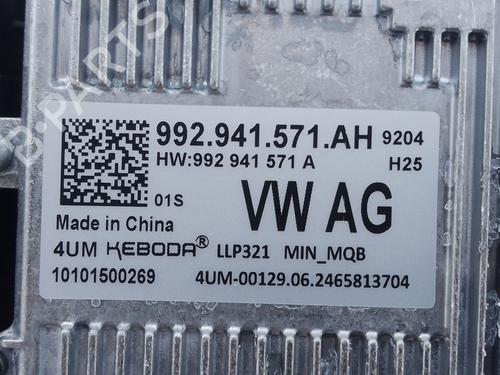 B-PARTS
992.941.571.AH 9204
HW:992 941 571 A H25
01S VW AG
Made in China
4UM KEBODA® LLP321 MIN_MQB
10101500269 4UM-00129.06.2465813704